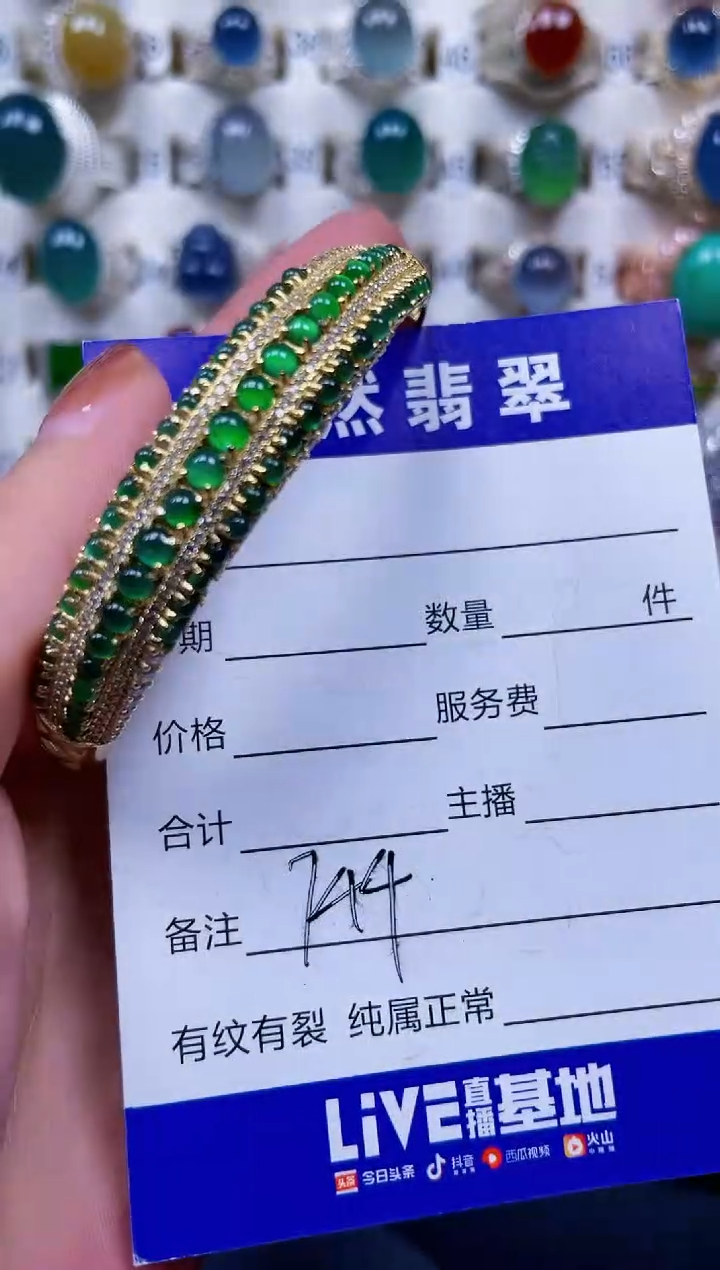 然翡翠
期 数量 件
价格 服务费
合计 主播
备注 744
有纹有裂 纯属正常
LiVE直播基地
头条 今日头条 抖音 西瓜视频 火山